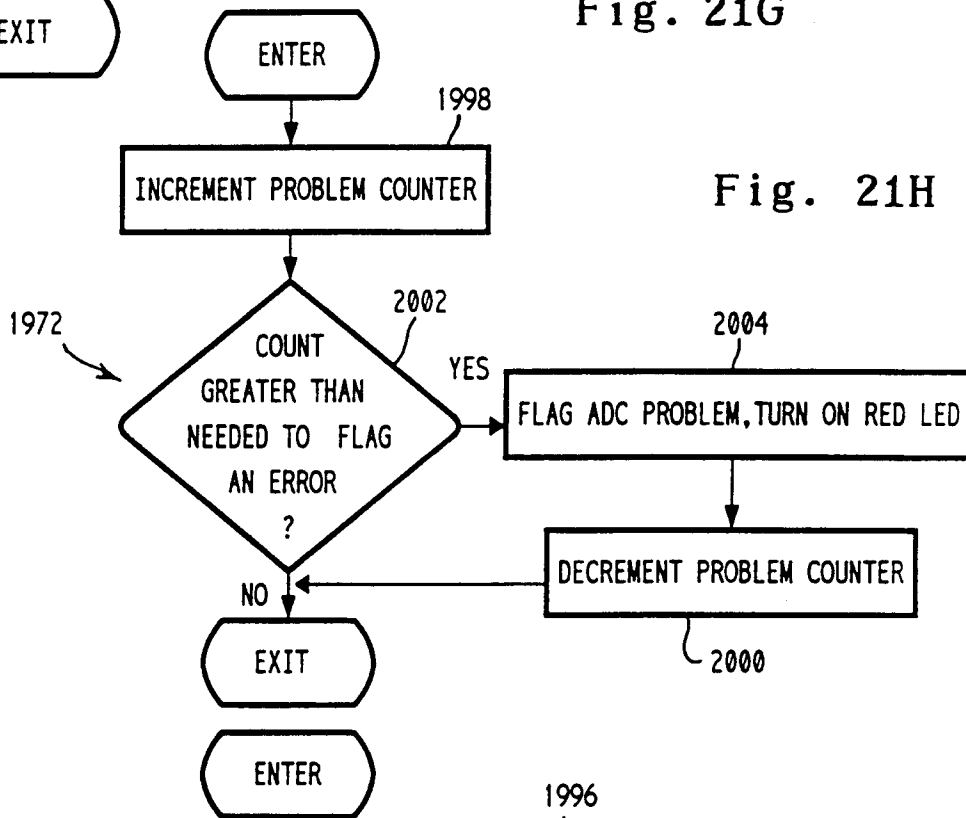 Fig. 21G
EXIT
ENTER
1998
INCREMENT PROBLEM COUNTER
Fig. 21H
1972
2002
COUNT
GREATER THAN
NEEDED TO FLAG
AN ERROR
?
YES
2004
FLAG ADC PROBLEM,TURN ON RED LED
DECREMENT PROBLEM COUNTER
NO
2000
EXIT
ENTER
1996